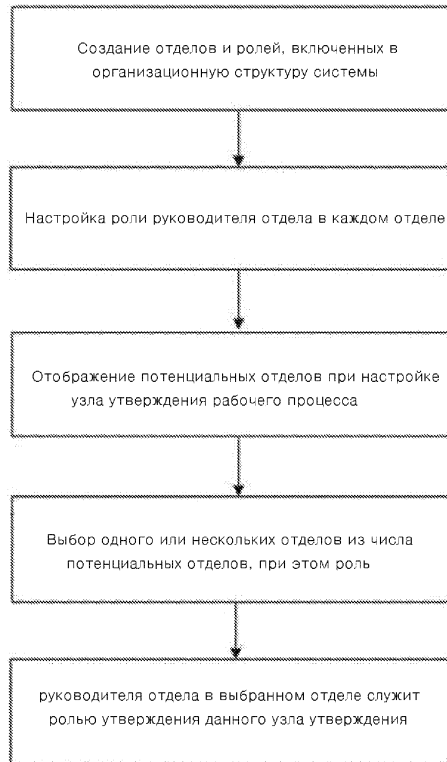 Создание отделов и ролей, включенных в
организационную структуру системы
Настройка роли руководителя отдела в каждом отделе
Отображение потенциальных отделов при настройке
узла утверждения рабочего процесса
Выбор одного или нескольких отделов из числа
потенциальных отделов, при этом роль
руководителя отдела в выбранном отделе служит
ролью утверждения данного узла утверждения